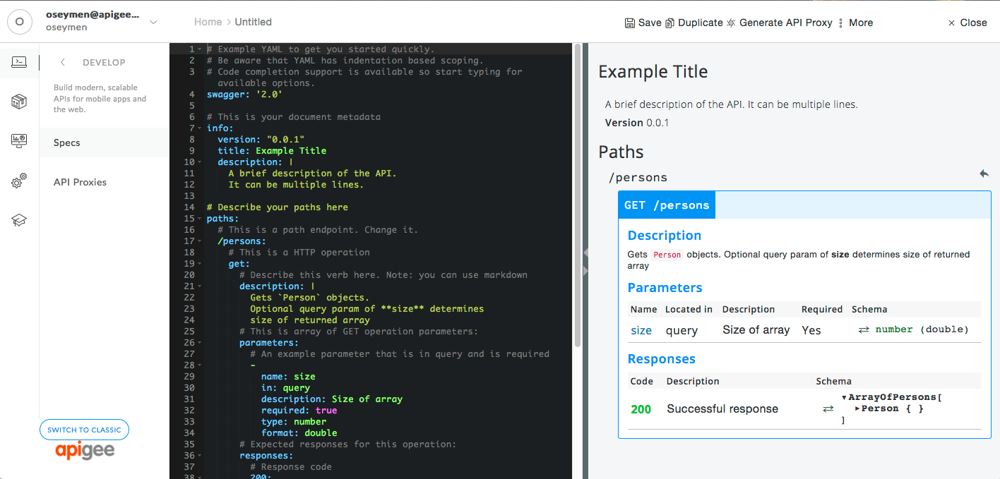 O
oseymen@apigee...
oseymen
Home > Untitled
Save
Duplicate
Generate API Proxy
More
× Close
DEVELOP
Build modern, scalable
APIs for mobile apps and
the web.
Specs
API Proxies
SWITCH TO CLASSIC
apigee
1 # Example YAML to get you started quickly.
2 # Be aware that YAML has indentation based scoping.
3 # Code completion support is available so start typing for
available options.
4 swagger: '2.0'
5
6 # This is your document metadata
7 info:
8 version: "0.0.1"
9 title: Example Title
10 description: |
11 A brief description of the API.
12 It can be multiple lines.
13
14 # Describe your paths here
15 paths:
16 # This is a path endpoint. Change it.
17 /persons:
18 # This is a HTTP operation
19 get:
20 # Describe this verb here. Note: you can use markdown
21 description: |
22 Gets `Person` objects.
23 Optional query param of **size** determines
24 size of returned array
25 # This is array of GET operation parameters:
26 parameters:
27 # An example parameter that is in query and is required
28 -
29 name: size
30 in: query
31 description: Size of array
32 required: true
33 type: number
34 format: double
35 # Expected responses for this operation:
36 responses:
37 # Response code
38 200:
Example Title
A brief description of the API. It can be multiple lines.
Version 0.0.1
Paths
/persons
GET /persons
Description
Gets Person objects. Optional query param of size determines size of returned
array
Parameters
Name Located in Description Required Schema
size query Size of array Yes ⇄ number (double)
Responses
Code Description Schema
200 Successful response ⇄ ▾ArrayOfPersons[
▸Person { }
]